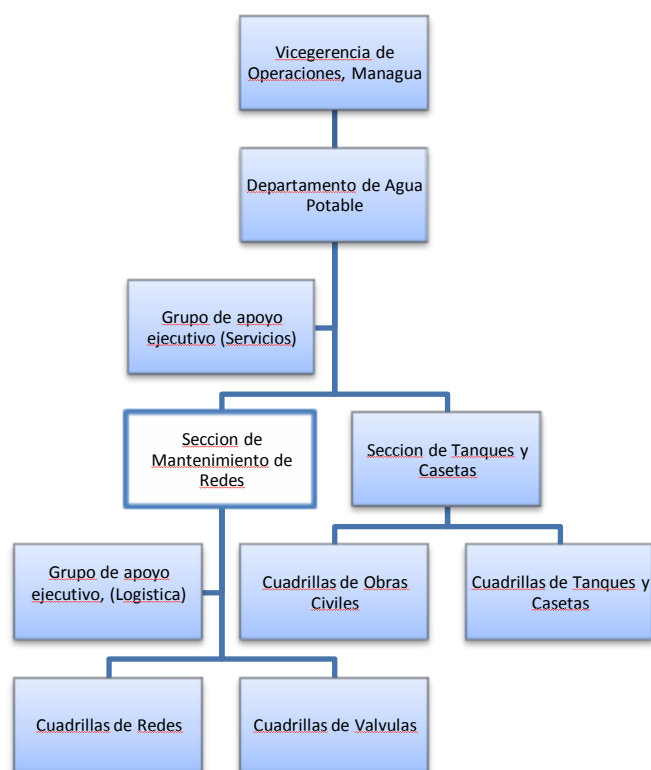 Vicegerencia de
Operaciones, Managua
Departamento de Agua
Potable
Grupo de apoyo
ejecutivo (Servicios)
Seccion de
Mantenimiento de
Redes
Seccion de Tanques y
Casetas
Grupo de apoyo
ejecutivo, (Logistica)
Cuadrillas de Obras
Civiles
Cuadrillas de Tanques y
Casetas
Cuadrillas de Redes
Cuadrillas de Valvulas